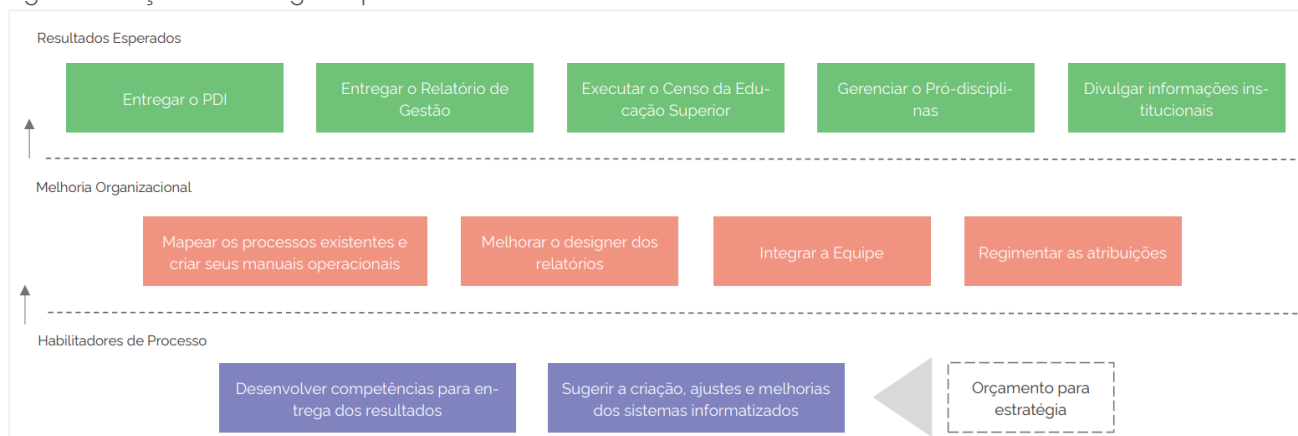 Resultados Esperados
Entregar o PDI
Entregar o Relatório de
Gestão
Executar o Censo da Edu-
cação Superior
Gerenciar o Pró-discipli-
nas
Divulgar informações ins-
titucionais
Melhoria Organizacional
Mapear os processos existentes e
criar seus manuais operacionais
Melhorar o designer dos
relatórios
Integrar a Equipe
Regimentar as atribuições
Habilitadores de Processo
Desenvolver competências para en-
trega dos resultados
Sugerir a criação, ajustes e melhorias
dos sistemas informatizados
Orçamento para
estratégia